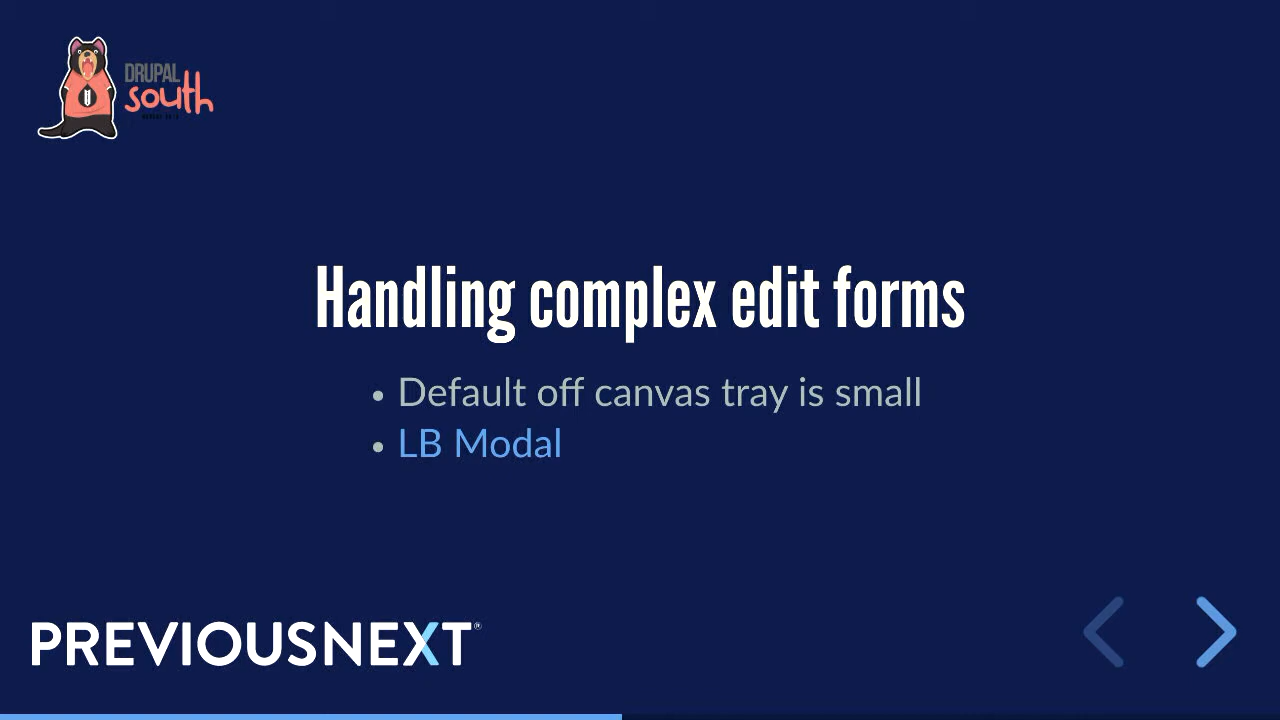 DRUPAL
south
Handling complex edit forms
Default off canvas tray is small
LB Modal
PREVIOUSNEXT®